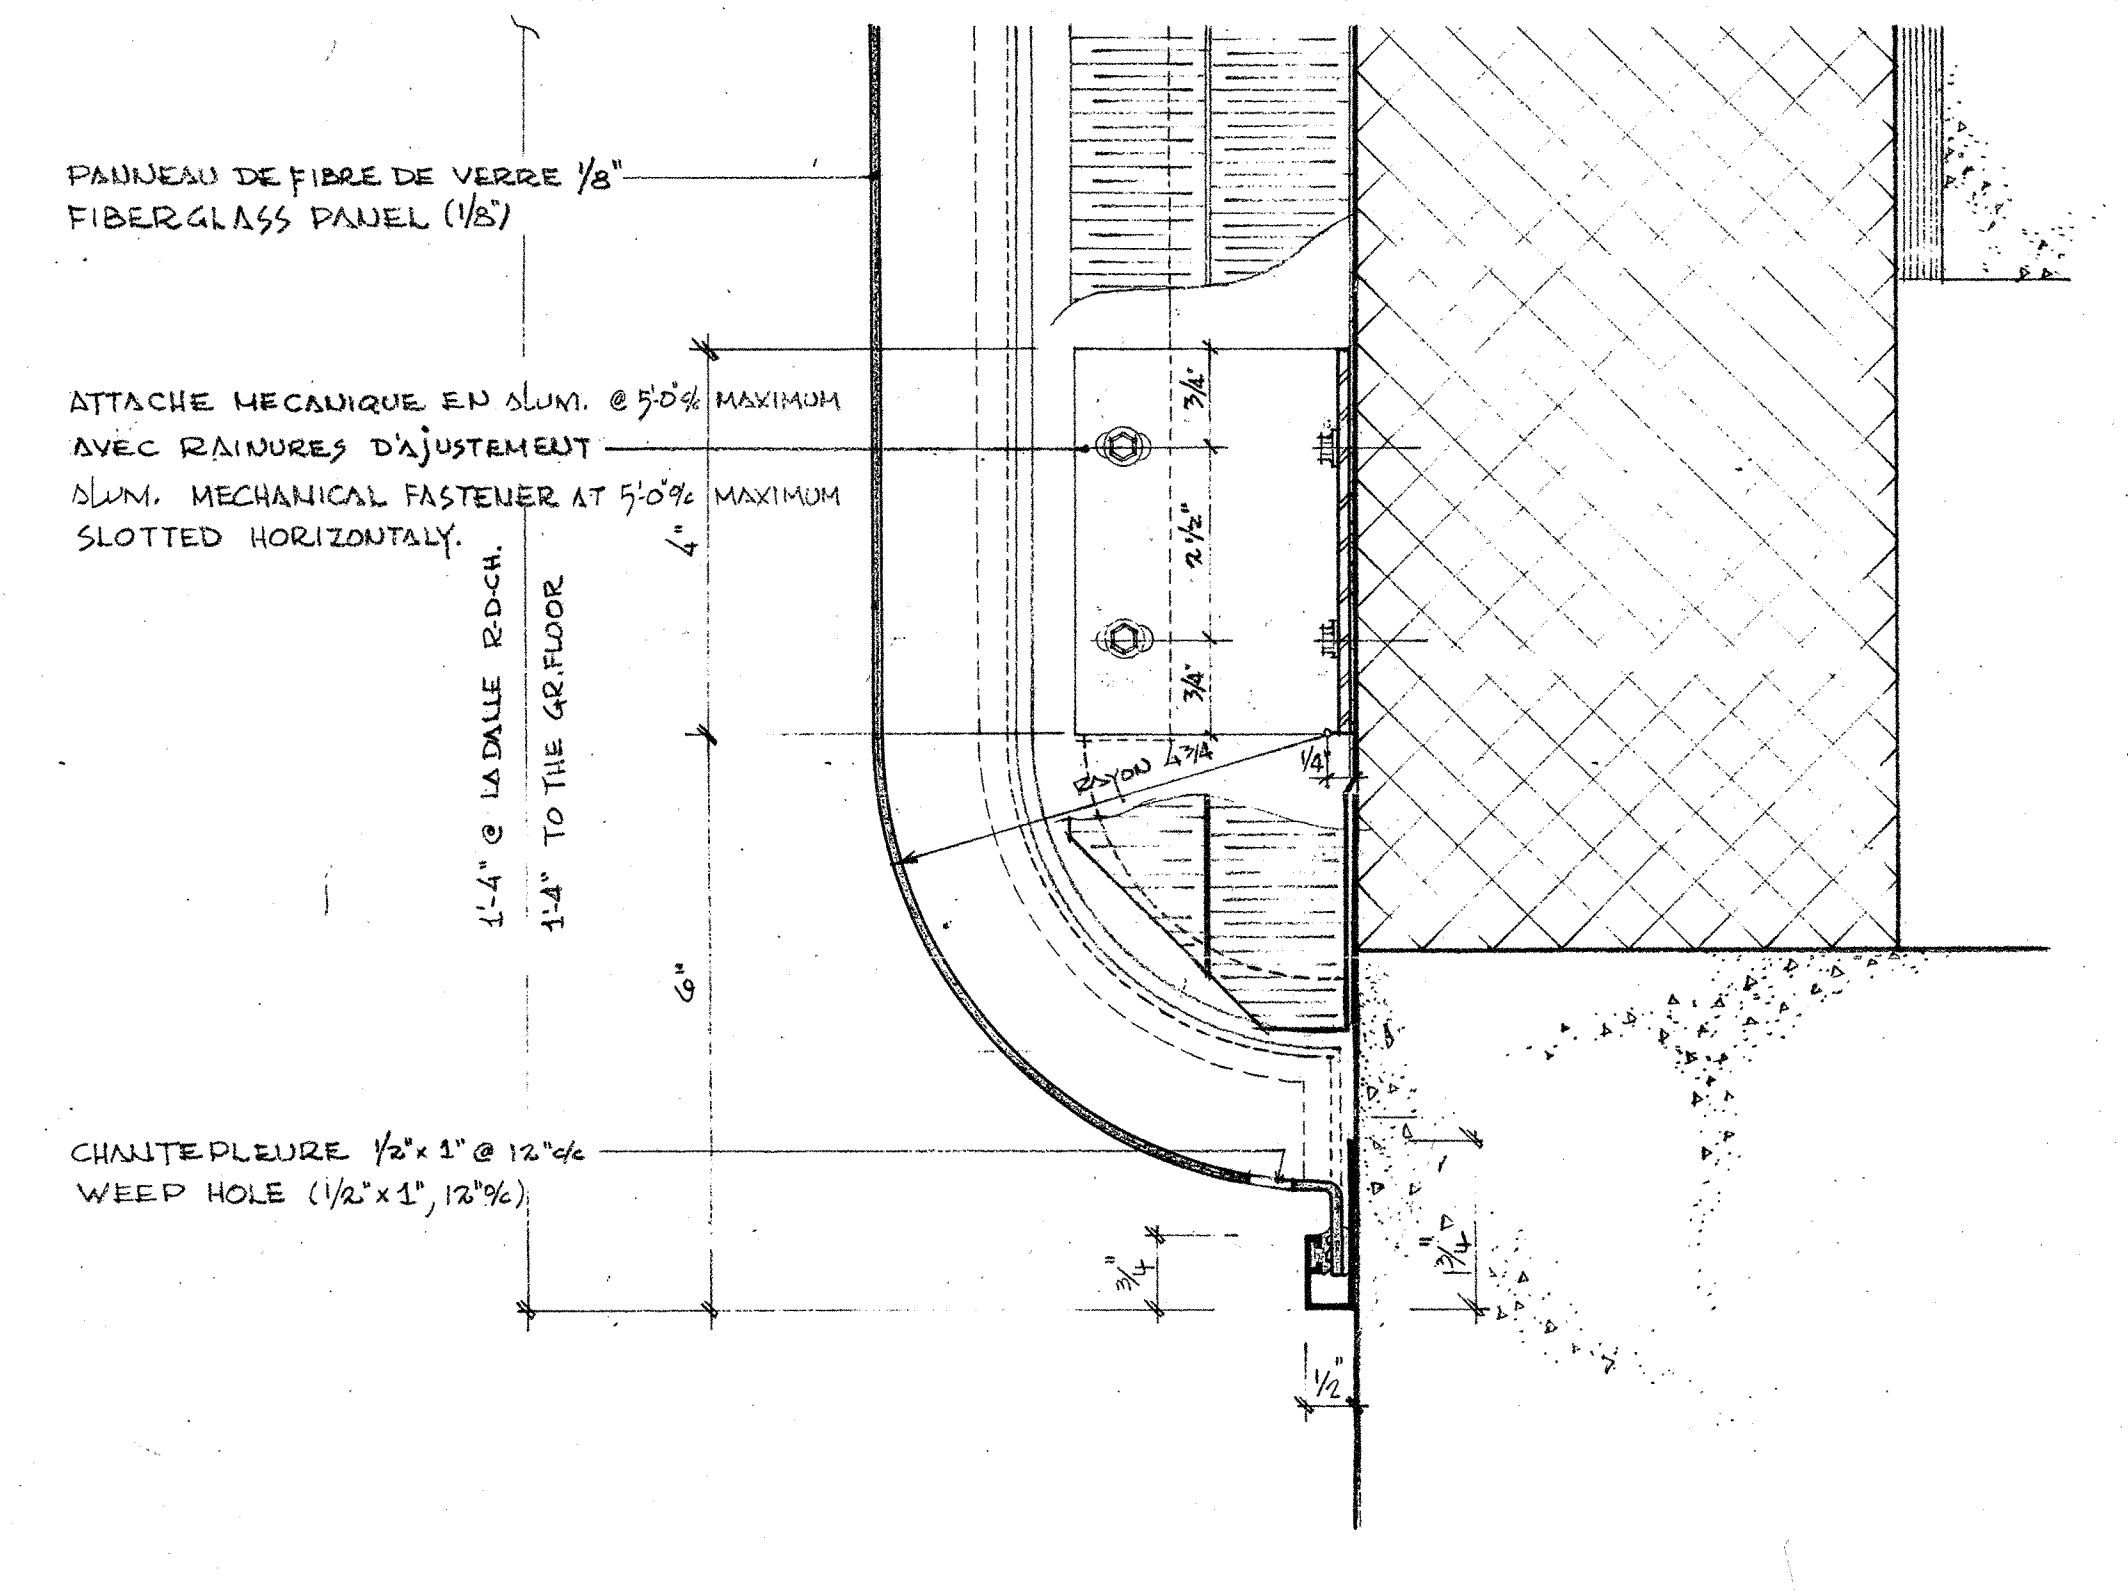 PANNEAU DE FIBRE DE VERRE 1/8"
FIBERGLASS PANEL (1/8")
ATTACHE MECANIQUE EN ALUM. @ 5'-0" c/c MAXIMUM
AVEC RAINURES D'AJUSTEMENT
ALUM. MECHANICAL FASTENER AT 5'-0" o/c MAXIMUM
SLOTTED HORIZONTALY.
1'-4" @ LA DALLE R-D-CH.
1'-4" TO THE GR.FLOOR
4"
6"
3/4"
2 1/2"
3/4"
RAYON 4 3/4"
1/4"
CHANTEPLEURE 1/2" x 1" @ 12" c/c
WEEP HOLE (1/2" x 1", 12" o/c)
3/4"
3/4"
1/2"